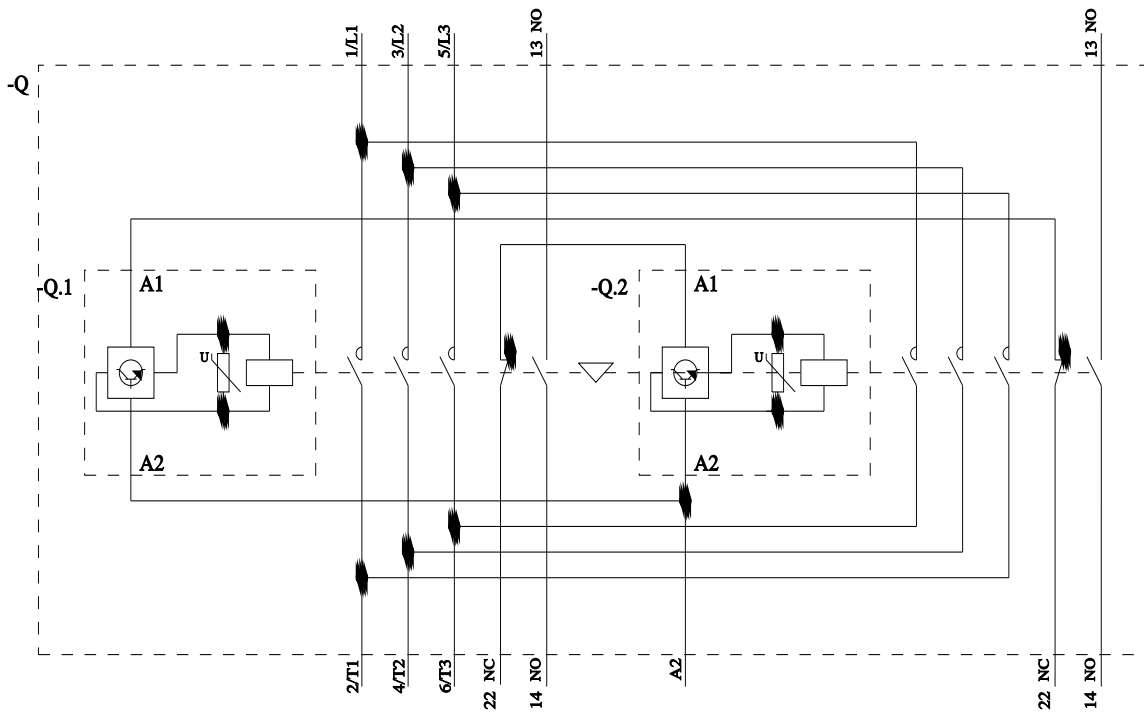 1/L1
3/L2
5/L3
13 NO
13 NO
-Q
-Q.1
A1
-Q.2
A1
U
U
A2
A2
2/T1
4/T2
6/T3
22 NC
14 NO
A2
22 NC
14 NO